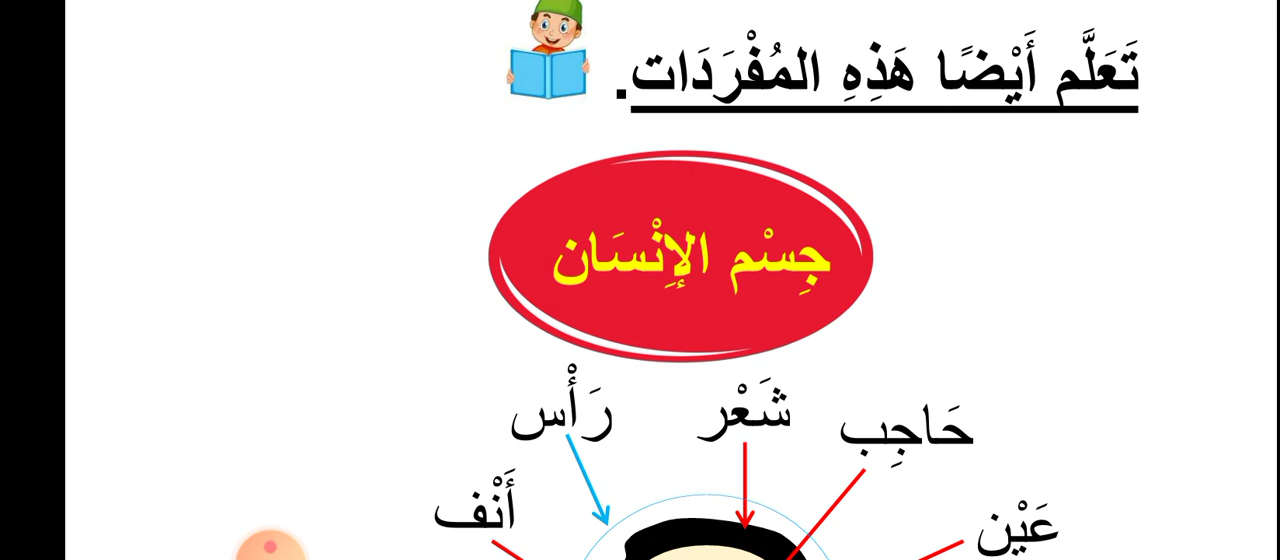 تَعَلَّم أَيْضًا هَذِهِ المُفْرَدَات.
جِسْم الإِنْسَان
حَاجِب
شَعْر
رَأْس
عَيْن
أَنْف